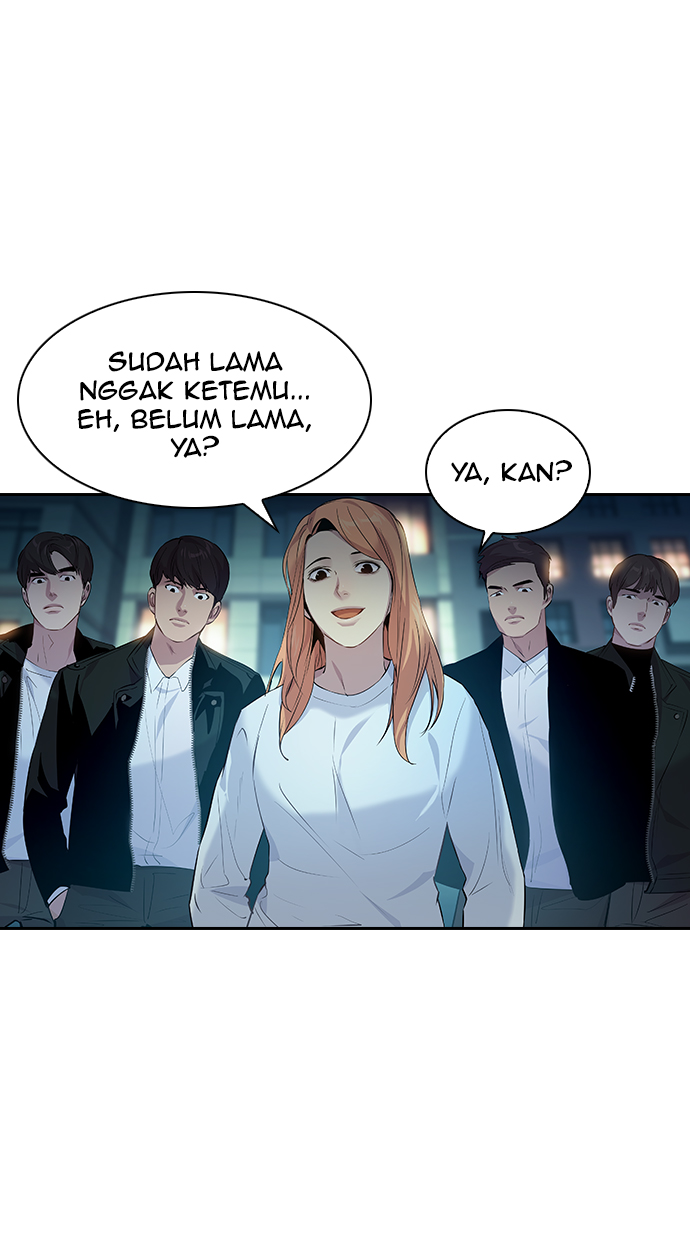 SUDAH LAMA
NGGAK KETEMU...
EH, BELUM LAMA,
YA?
YA, KAN?